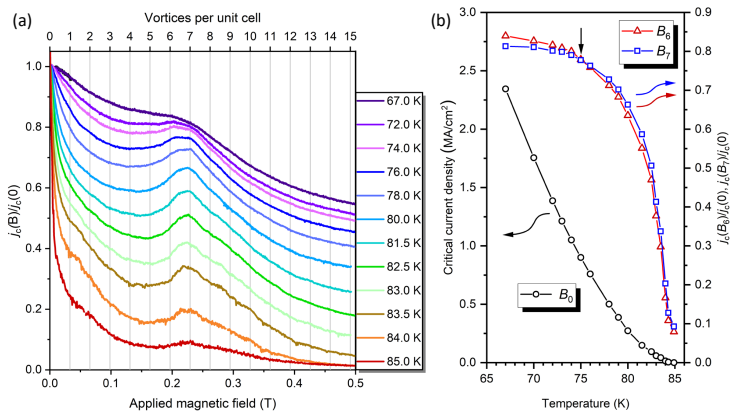 (a)
Vortices per unit cell
0 1 2 3 4 5 6 7 8 9 10 11 12 13 14 15
jc(B)/jc(0)
1.0
0.8
0.6
0.4
0.2
0.0
0.0 0.1 0.2 0.3 0.4 0.5
Applied magnetic field (T)
67.0 K
72.0 K
74.0 K
76.0 K
78.0 K
80.0 K
81.5 K
82.5 K
83.0 K
83.5 K
84.0 K
85.0 K
(b)
Critical current density (MA/cm²)
3.0
2.5
2.0
1.5
1.0
0.5
0.0
B6
B7
B0
65 70 75 80 85
Temperature (K)
0.9
0.8
0.7
0.6
0.5
0.4
0.3
0.2
0.1
0.0
jc(B6)/jc(0), jc(B7)/jc(0)